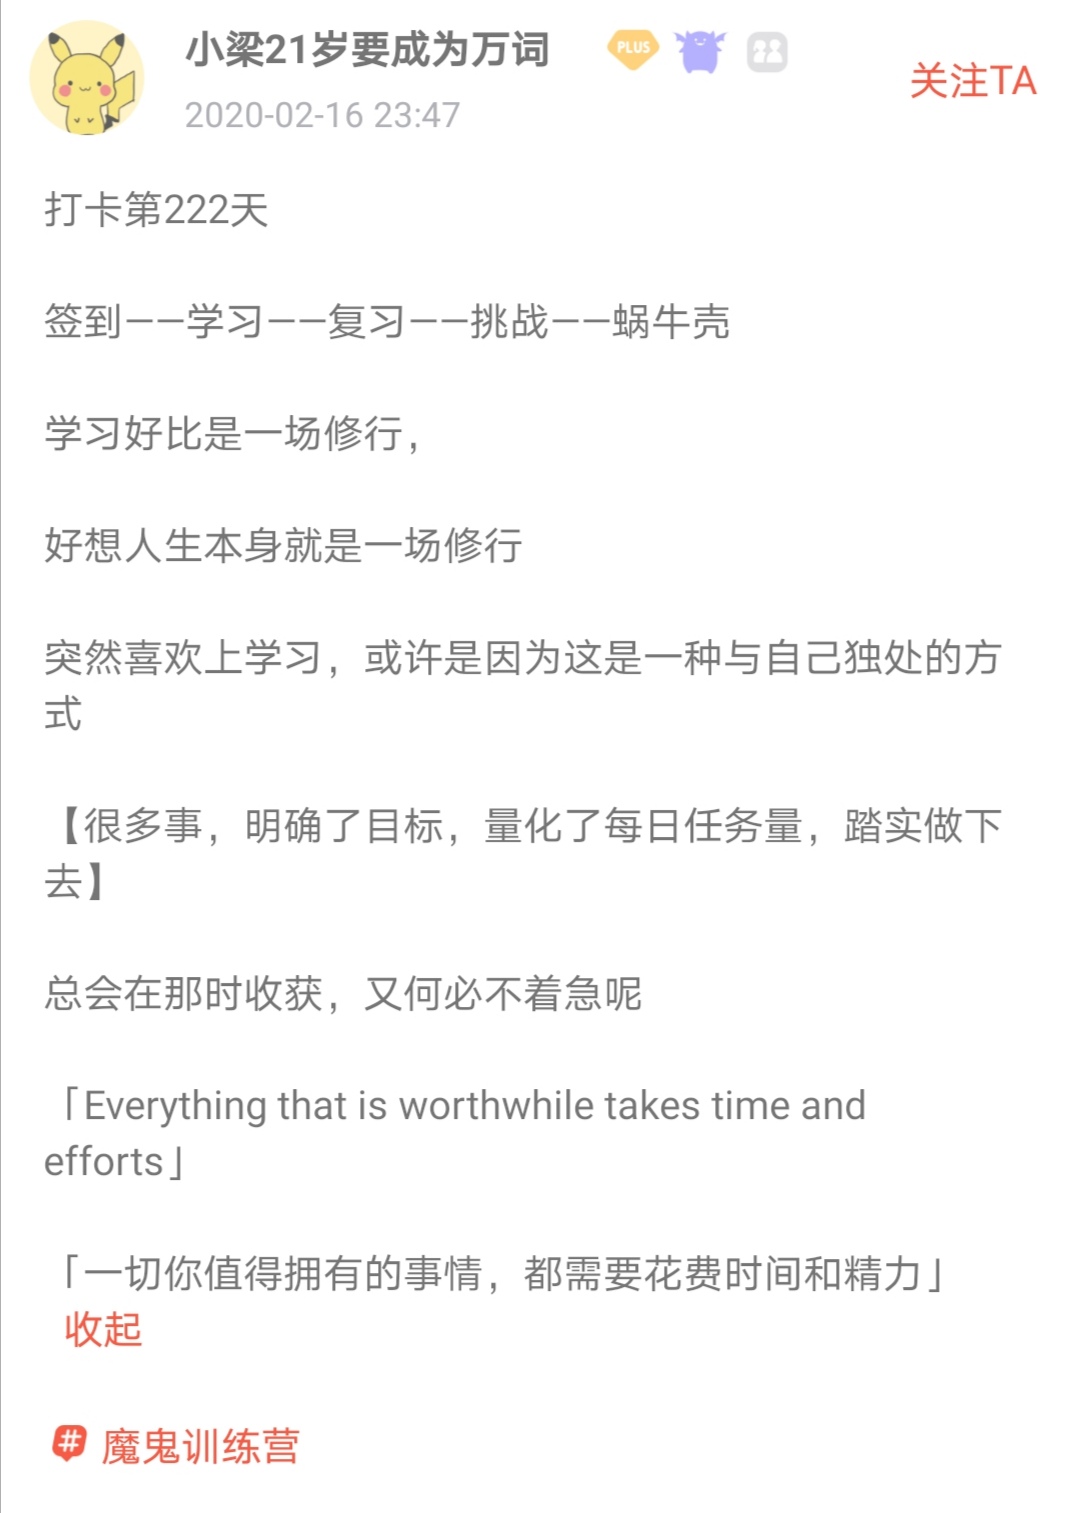 小梁21岁要成为万词
PLUS
关注TA
2020-02-16 23:47
打卡第222天
签到——学习——复习——挑战——蜗牛壳
学习好比是一场修行，
好想人生本身就是一场修行
突然喜欢上学习，或许是因为这是一种与自己独处的方
式
【很多事，明确了目标，量化了每日任务量，踏实做下
去】
总会在那时收获，又何必不着急呢
「Everything that is worthwhile takes time and
efforts」
「一切你值得拥有的事情，都需要花费时间和精力」
收起
# 魔鬼训练营